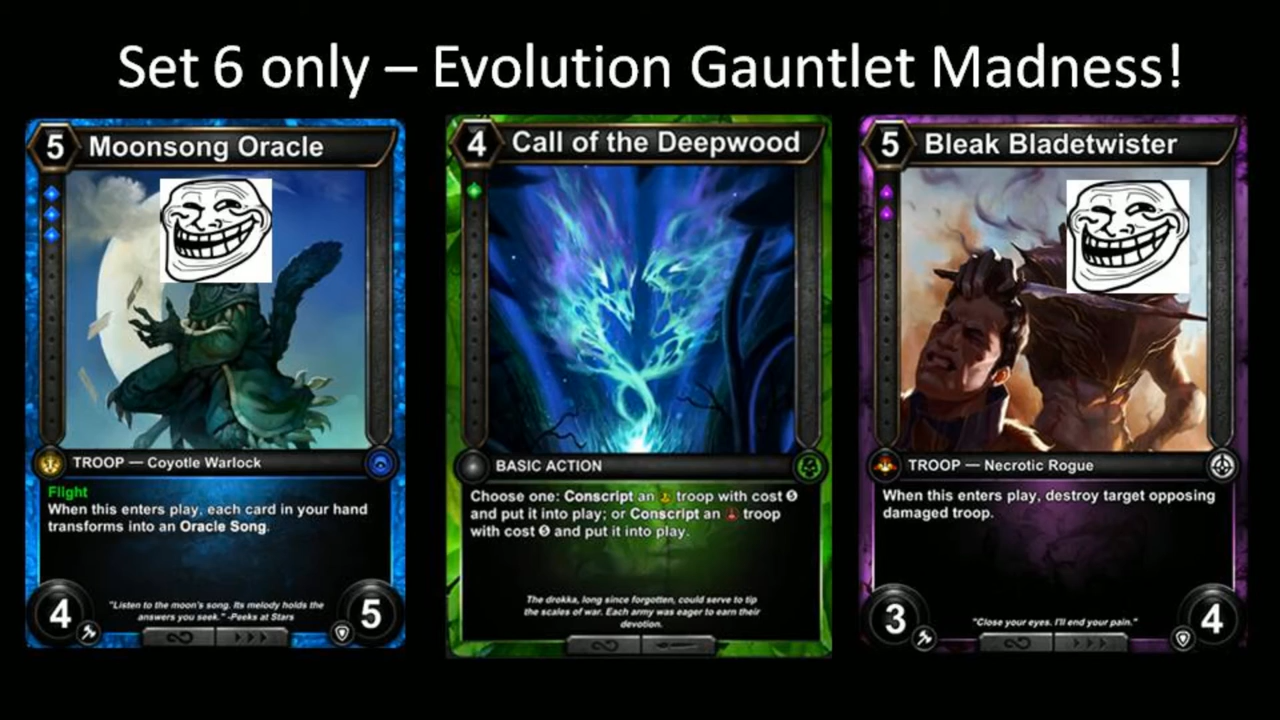 Set 6 only – Evolution Gauntlet Madness!
5 Moonsong Oracle
TROOP — Coyotle Warlock
Flight
When this enters play, each card in your hand
transforms into an Oracle Song.
"Listen to the moon's song. Its melody holds the
answers you seek." -Peeks at Stars
4 5
4 Call of the Deepwood
BASIC ACTION
Choose one: Conscript an troop with cost 5
and put it into play; or Conscript an troop
with cost 5 and put it into play.
The drokka, long since forgotten, could serve to tip
the scales of war. Each army was eager to earn their
devotion.
5 Bleak Bladetwister
TROOP — Necrotic Rogue
When this enters play, destroy target opposing
damaged troop.
"Close your eyes. I'll end your pain."
3 4